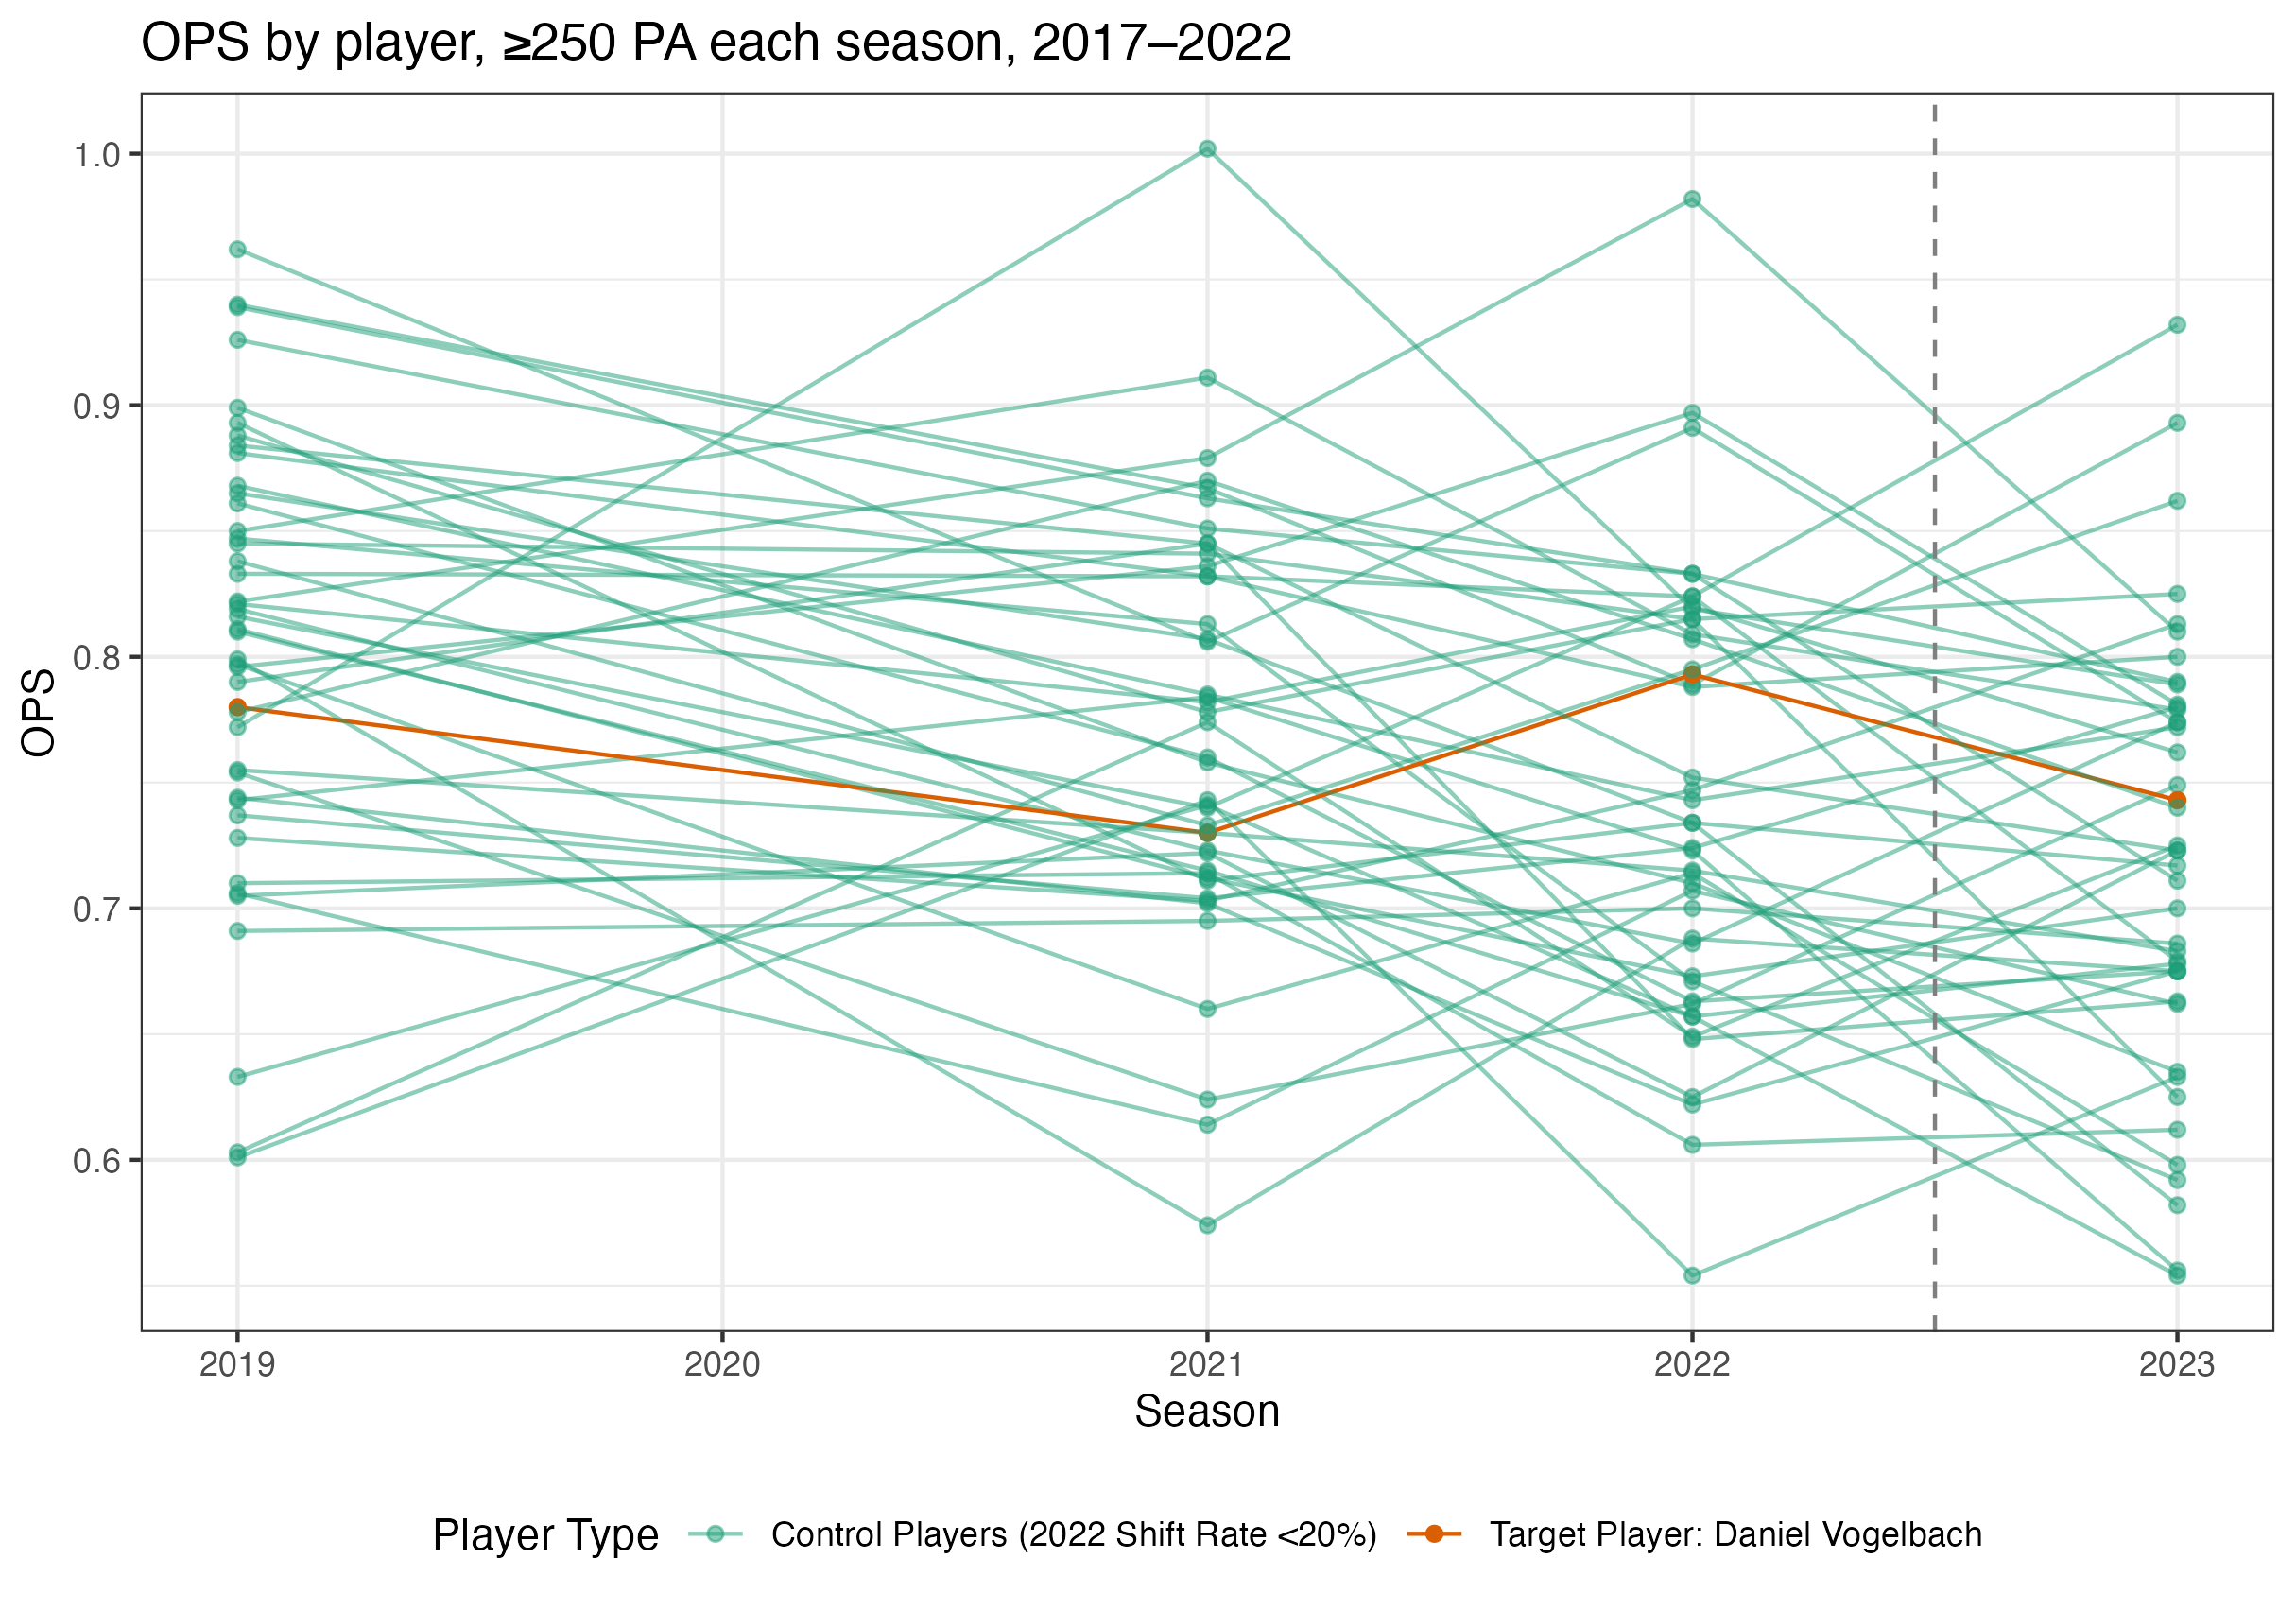 OPS by player, ≥250 PA each season, 2017–2022
OPS
1.0
0.9
0.8
0.7
0.6
2019 2020 2021 2022 2023
Season
Player Type Control Players (2022 Shift Rate <20%) Target Player: Daniel Vogelbach